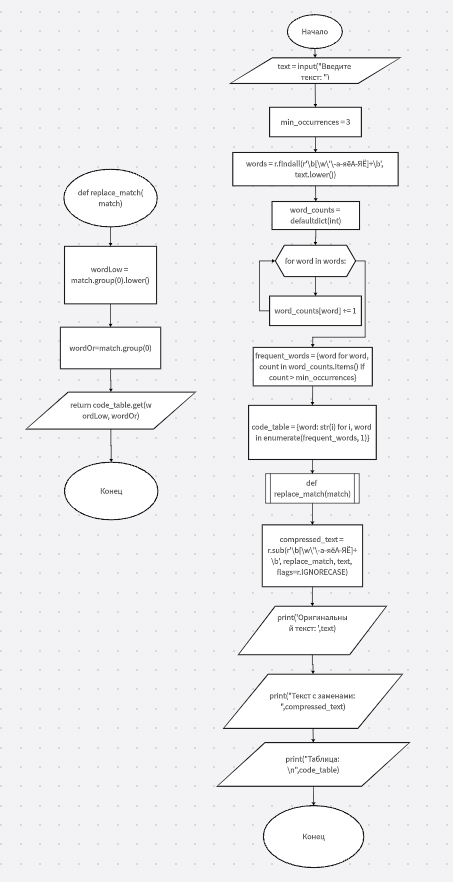 Начало
text = input("Введите
текст: ")
min_occurrences = 3
words = r.findall(r'\b[\w\'\-а-яёА-ЯЁ]+\b',
text.lower())
word_counts =
defaultdict(int)
for word in words:
word_counts[word] += 1
frequent_words = {word for word,
count in word_counts.items() if
count > min_occurrences}
code_table = {word: str(i) for i, word
in enumerate(frequent_words, 1)}
def
replace_match(match)
compressed_text =
r.sub(r'\b[\w\'\-а-яёА-ЯЁ]+
\b', replace_match, text,
flags=r.IGNORECASE)
print('Оригинальны
й текст: ',text)
print("Текст с заменами:
",compressed_text)
print("Таблица:
\n",code_table)
Конец
def replace_match(
match)
wordLow =
match.group(0).lower()
wordOr=match.group(0)
return code_table.get(w
ordLow, wordOr)
Конец